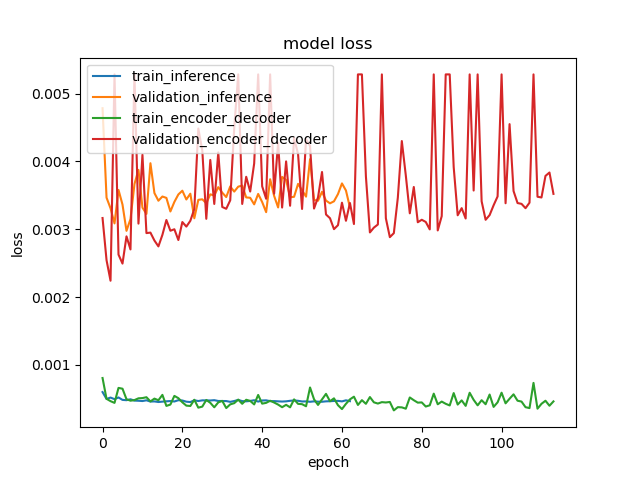 model loss
train_inference
validation_inference
train_encoder_decoder
validation_encoder_decoder
loss
0.005
0.004
0.003
0.002
0.001
0 20 40 60 80 100
epoch